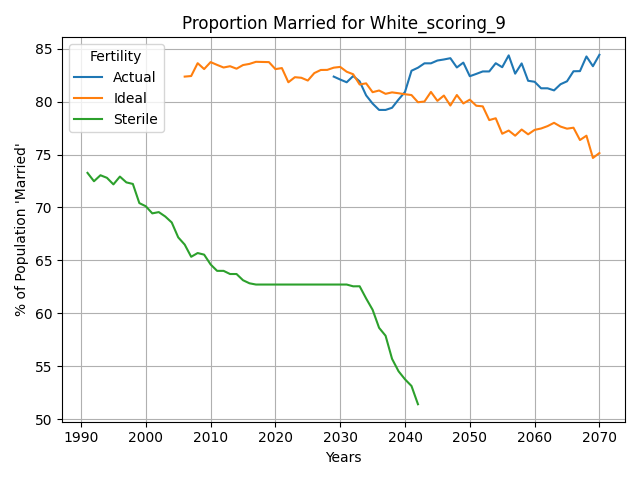 Proportion Married for White_scoring_9
Fertility
Actual
Ideal
Sterile
% of Population 'Married'
85
80
75
70
65
60
55
50
1990 2000 2010 2020 2030 2040 2050 2060 2070
Years